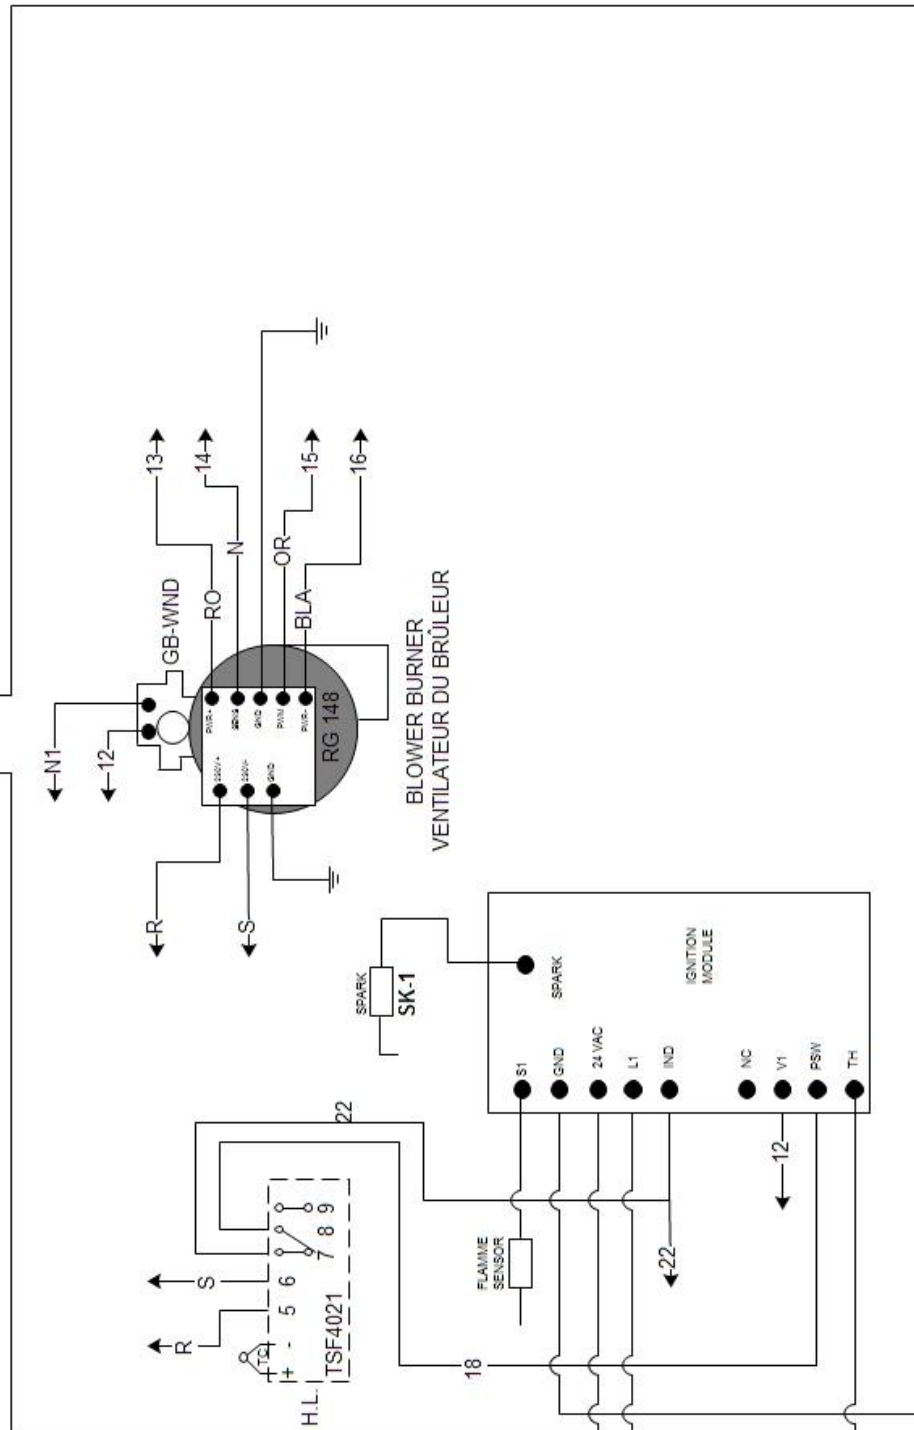 N1
12
GB-WND
13
14
15
16
RO
N
OR
BLA
PWR+
SENS
GND
PWM
PWR-
220V+
220V-
GND
RG 148
R
S
BLOWER BURNER
VENTILATEUR DU BRÛLEUR
SPARK
SK-1
SPARK
IGNITION
MODULE
S1
GND
24 VAC
L1
IND
NC
V1
PSW
TH
22
12
22
18
FLAMME
SENSOR
S
R
TC
+ - 5 6 7 8 9
TSF4021
H.L.